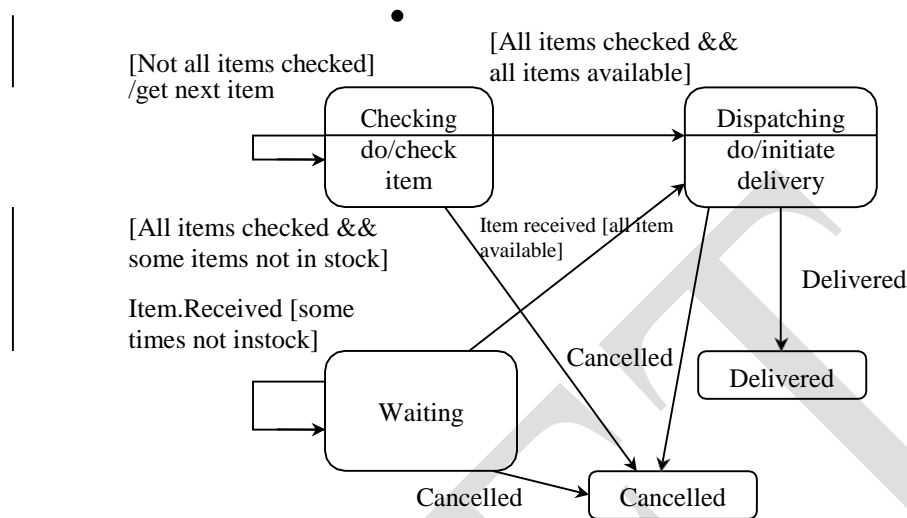 [All items checked &&
all items available]
[Not all items checked]
/get next item
Checking
do/check
item
Dispatching
do/initiate
delivery
[All items checked &&
some items not in stock]
Item received [all item
available]
Item.Received [some
times not instock]
Delivered
Cancelled
Delivered
Waiting
Cancelled
Cancelled